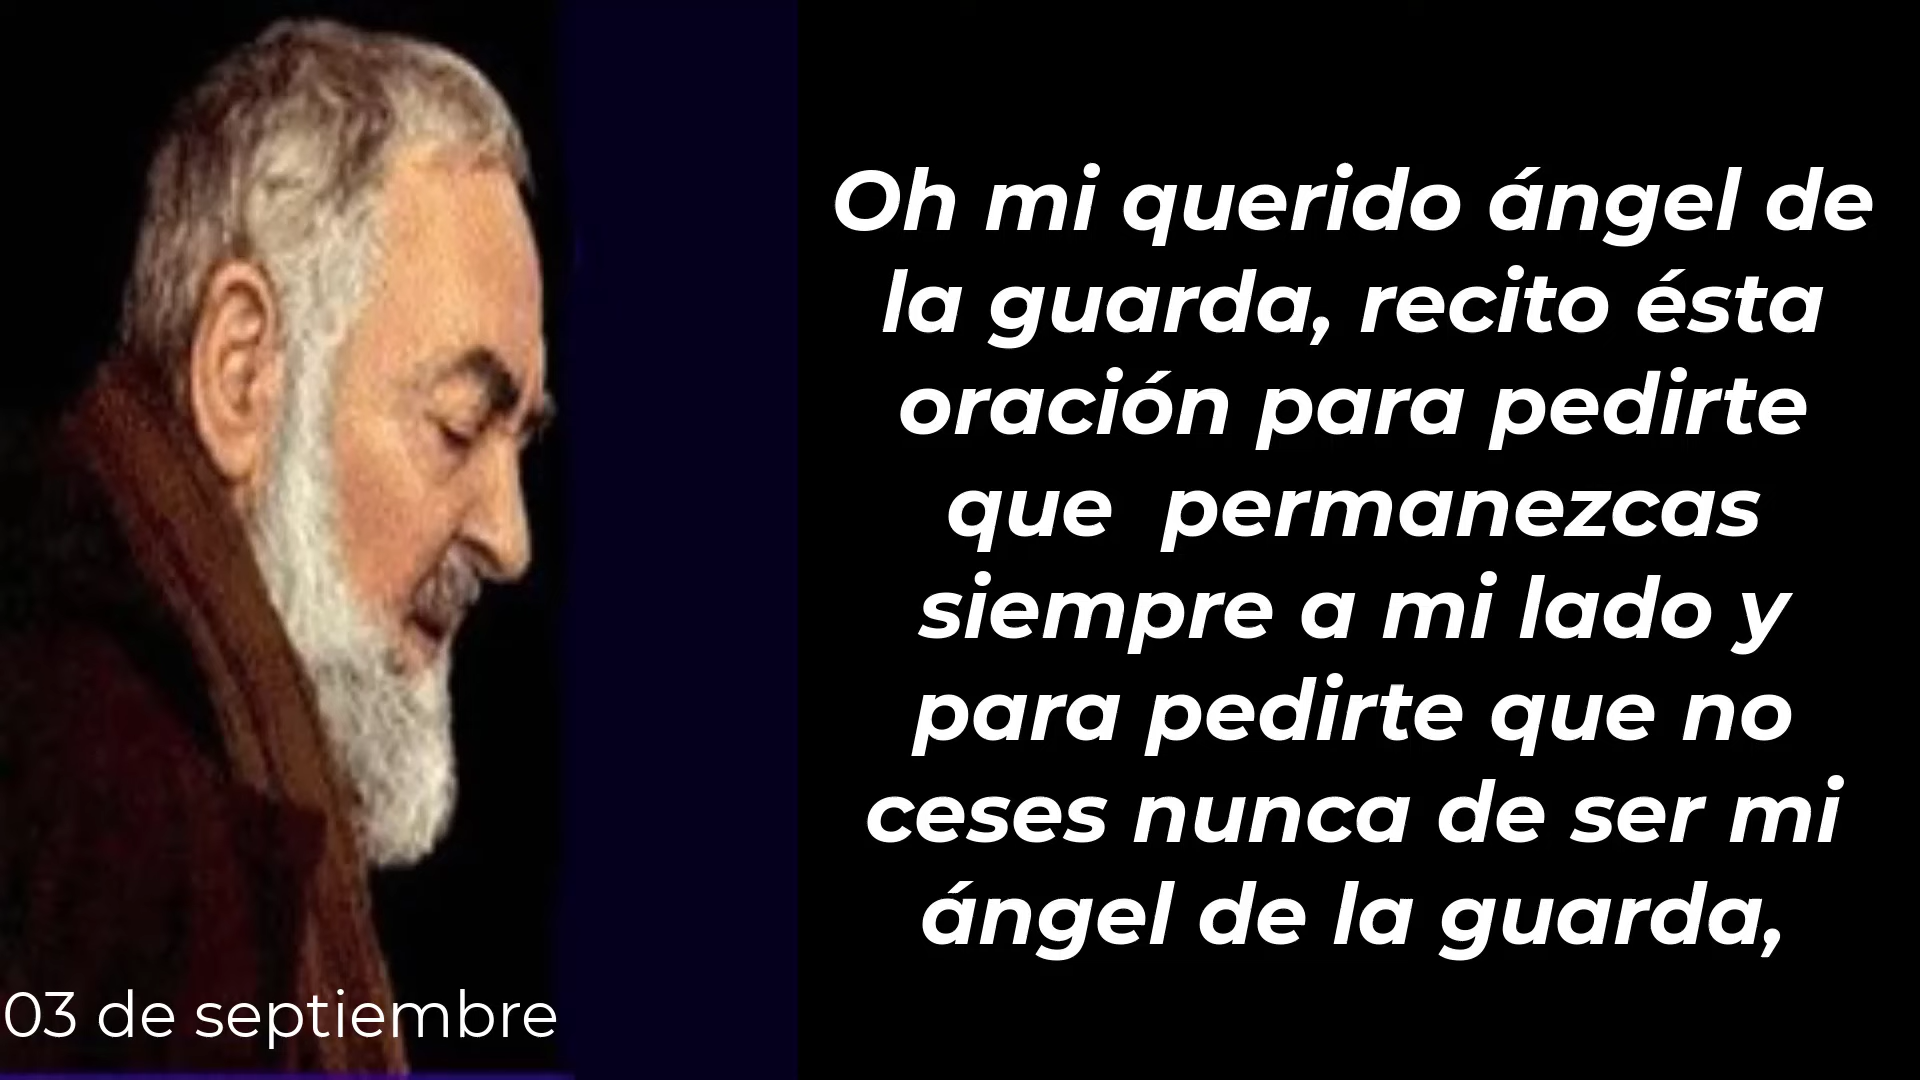 Oh mi querido ángel de
la guarda, recito ésta
oración para pedirte
que  permanezcas
siempre a mi lado y
para pedirte que no
ceses nunca de ser mi
ángel de la guarda,
03 de septiembre